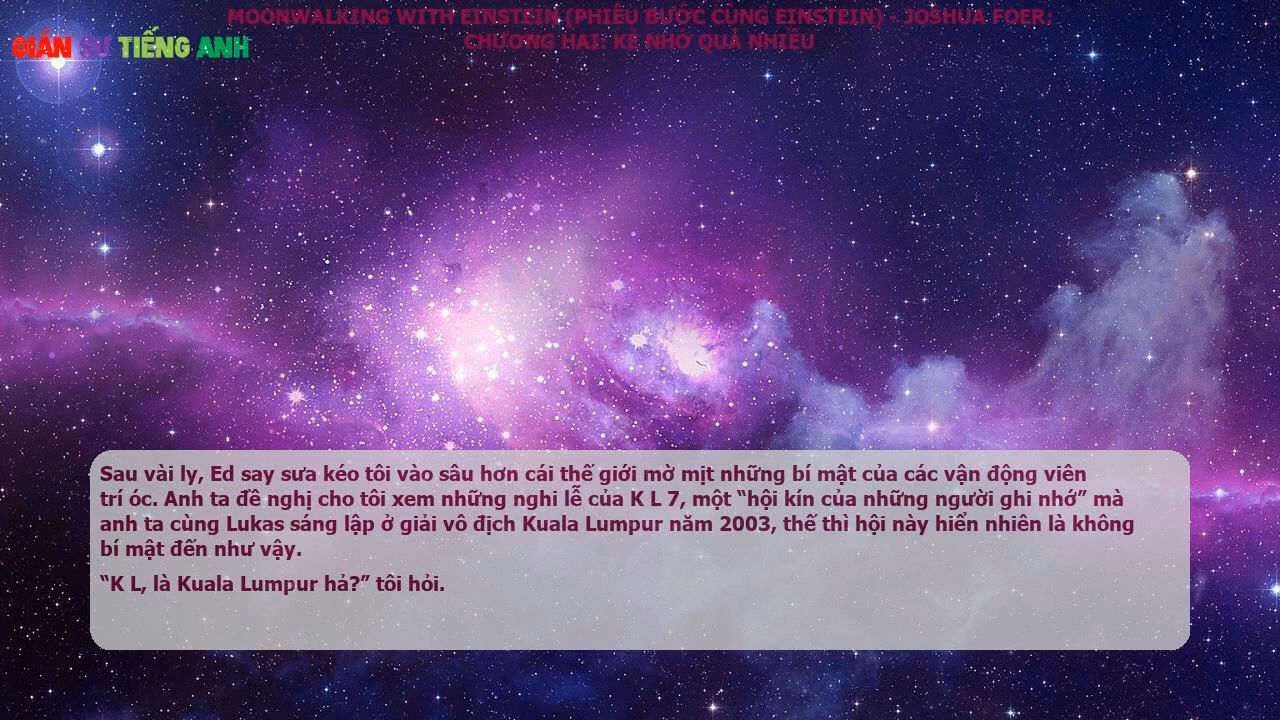 MOONWALKING WITH EINSTEIN (PHIÊU BƯỚC CÙNG EINSTEIN) - JOSHUA FOER:
CHƯƠNG HAI: KẺ NHỚ QUÁ NHIỀU
GIÁN SƯ TIẾNG ANH
Sau vài ly, Ed say sưa kéo tôi vào sâu hơn cái thế giới mờ mịt những bí mật của các vận động viên
trí óc. Anh ta đề nghị cho tôi xem những nghi lễ của K L 7, một “hội kín của những người ghi nhớ” mà
anh ta cùng Lukas sáng lập ở giải vô địch Kuala Lumpur năm 2003, thế thì hội này hiển nhiên là không
bí mật đến như vậy.
“K L, là Kuala Lumpur hả?” tôi hỏi.